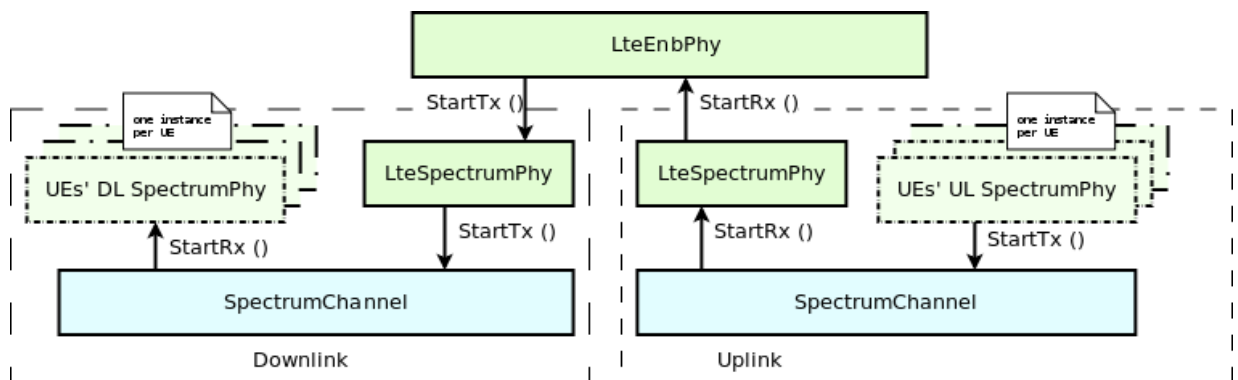 LteEnbPhy
StartTx ()
StartRx ()
one instance
per UE
one instance
per UE
UEs' DL SpectrumPhy
LteSpectrumPhy
LteSpectrumPhy
UEs' UL SpectrumPhy
StartRx ()
StartTx ()
StartRx ()
StartTx ()
SpectrumChannel
SpectrumChannel
Downlink
Uplink